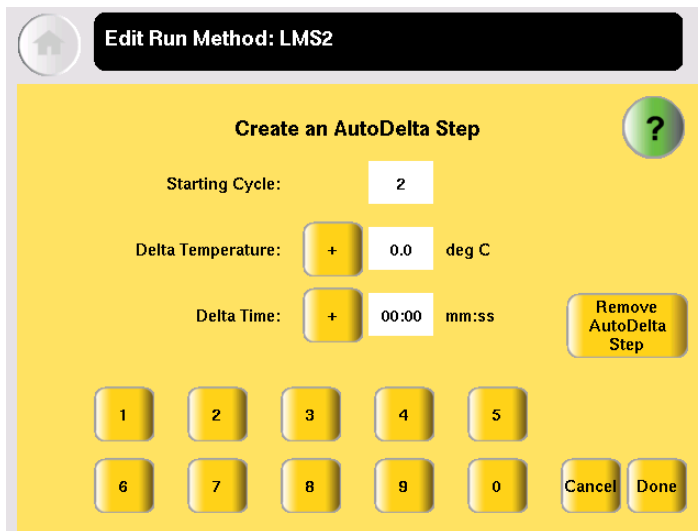 Edit Run Method: LMS2
Create an AutoDelta Step
?
Starting Cycle: 2
Delta Temperature: + 0.0 deg C
Delta Time: + 00:00 mm:ss
Remove
AutoDelta
Step
1 2 3 4 5
6 7 8 9 0 Cancel Done